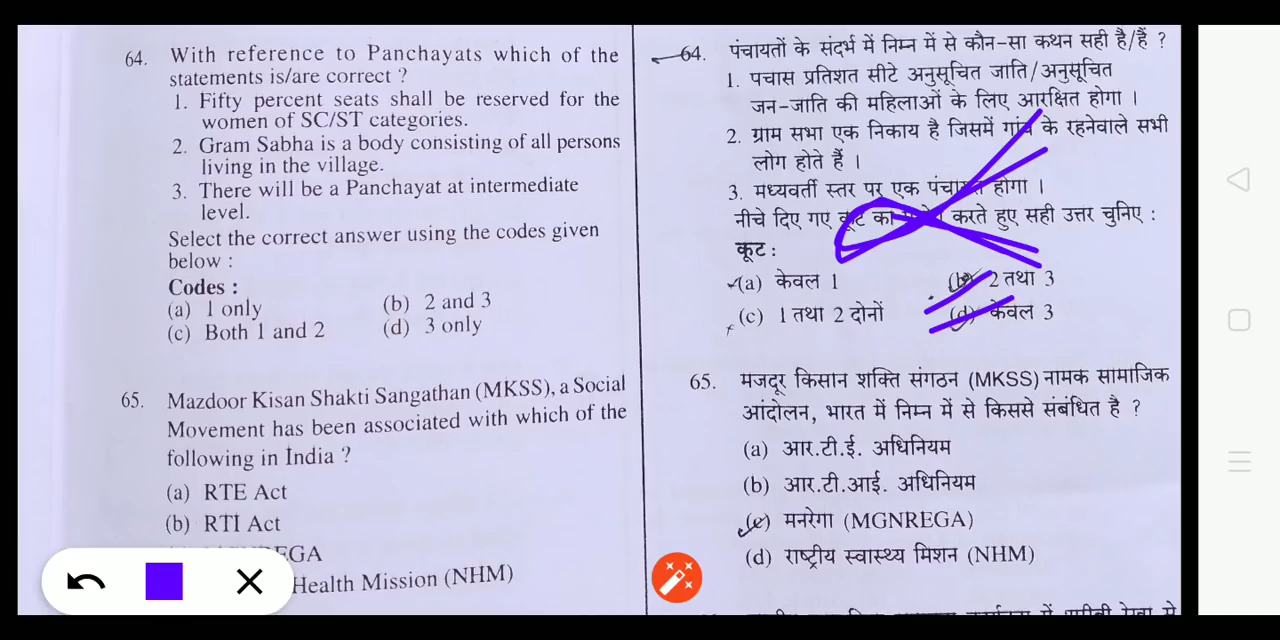 64. With reference to Panchayats which of the
statements is/are correct ?
1. Fifty percent seats shall be reserved for the
women of SC/ST categories.
2. Gram Sabha is a body consisting of all persons
living in the village.
3. There will be a Panchayat at intermediate
level.
Select the correct answer using the codes given
below :
Codes :
(a) 1 only (b) 2 and 3
(c) Both 1 and 2 (d) 3 only
65. Mazdoor Kisan Shakti Sangathan (MKSS), a Social
Movement has been associated with which of the
following in India ?
(a) RTE Act
(b) RTI Act
Health Mission (NHM)
64. पंचायतों के संदर्भ में निम्न में से कौन-सा कथन सही है/हैं ?
1. पचास प्रतिशत सीटे अनुसूचित जाति/अनुसूचित
जन-जाति की महिलाओं के लिए आरक्षित होगा ।
2. ग्राम सभा एक निकाय है जिसमें गांव के रहनेवाले सभी
लोग होते हैं ।
3. मध्यवर्ती स्तर पर एक पंचायत होगा ।
नीचे दिए गए कूट का करते हुए सही उत्तर चुनिए :
कूट :
(a) केवल 1 (b) 2 तथा 3
(c) 1 तथा 2 दोनों (d) केवल 3
65. मजदूर किसान शक्ति संगठन (MKSS) नामक सामाजिक
आंदोलन, भारत में निम्न में से किससे संबंधित है ?
(a) आर.टी.ई. अधिनियम
(b) आर.टी.आई. अधिनियम
(c) मनरेगा (MGNREGA)
(d) राष्ट्रीय स्वास्थ्य मिशन (NHM)